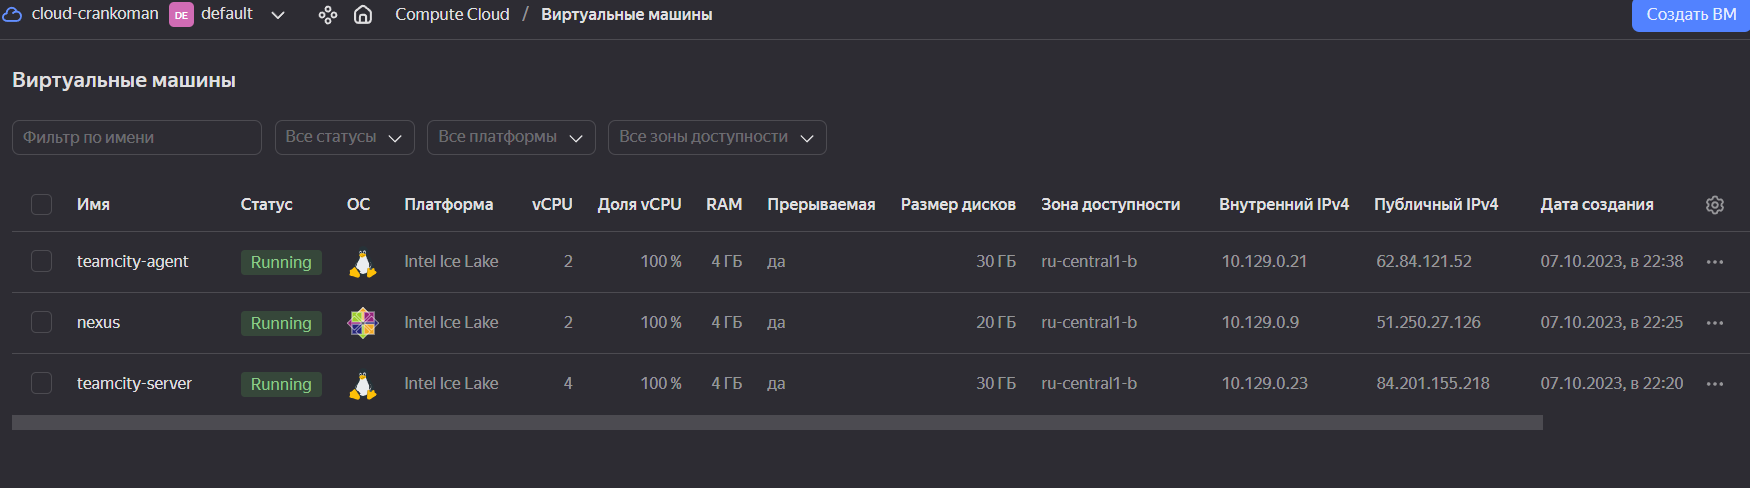 cloud-crankoman DE default Compute Cloud / Виртуальные машины Создать ВМ
Виртуальные машины
Фильтр по имени Все статусы Все платформы Все зоны доступности
Имя Статус ОС Платформа vCPU Доля vCPU RAM Прерываемая Размер дисков Зона доступности Внутренний IPv4 Публичный IPv4 Дата создания
teamcity-agent Running Intel Ice Lake 2 100 % 4 ГБ да 30 ГБ ru-central1-b 10.129.0.21 62.84.121.52 07.10.2023, в 22:38
nexus Running Intel Ice Lake 2 100 % 4 ГБ да 20 ГБ ru-central1-b 10.129.0.9 51.250.27.126 07.10.2023, в 22:25
teamcity-server Running Intel Ice Lake 4 100 % 4 ГБ да 30 ГБ ru-central1-b 10.129.0.23 84.201.155.218 07.10.2023, в 22:20